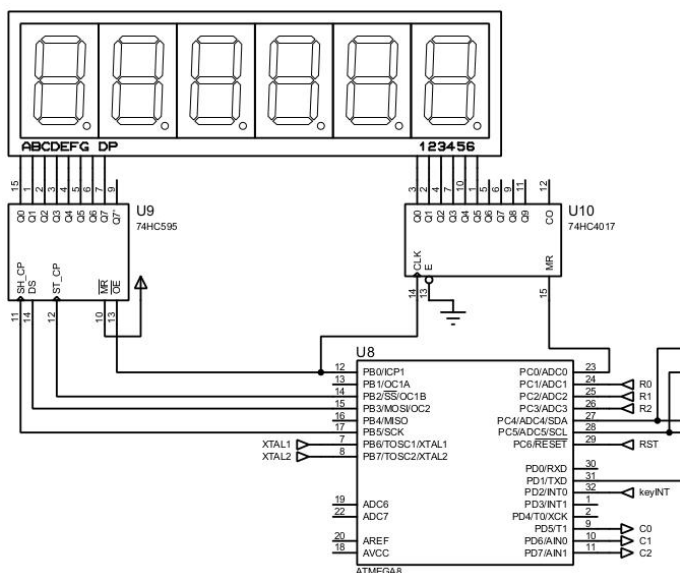 ABCDEFG DP
123456
15 1 2 3 4 5 6 7 9
Q0 Q1 Q2 Q3 Q4 Q5 Q6 Q7 Q7'
U9
74HC595
SH_CP DS ST_CP MR OE
11 14 12 10 13
3 2 4 7 10 1 5 6 9 11 12
Q0 Q1 Q2 Q3 Q4 Q5 Q6 Q7 Q8 Q9 CO
U10
74HC4017
CLK E MR
14 13 15
U8
12 PB0/ICP1 PC0/ADC0 23
13 PB1/OC1A PC1/ADC1 24 R0
14 PB2/SS/OC1B PC2/ADC2 25 R1
15 PB3/MOSI/OC2 PC3/ADC3 26 R2
16 PB4/MISO PC4/ADC4/SDA 27
17 PB5/SCK PC5/ADC5/SCL 28
XTAL1 7 PB6/TOSC1/XTAL1 PC6/RESET 29 RST
XTAL2 8 PB7/TOSC2/XTAL2
PD0/RXD 30
PD1/TXD 31
PD2/INT0 32 keyINT
19 ADC6 PD3/INT1 1
22 ADC7 PD4/T0/XCK 2
PD5/T1 9 C0
20 AREF PD6/AIN0 10 C1
18 AVCC PD7/AIN1 11 C2
ATMEGA8